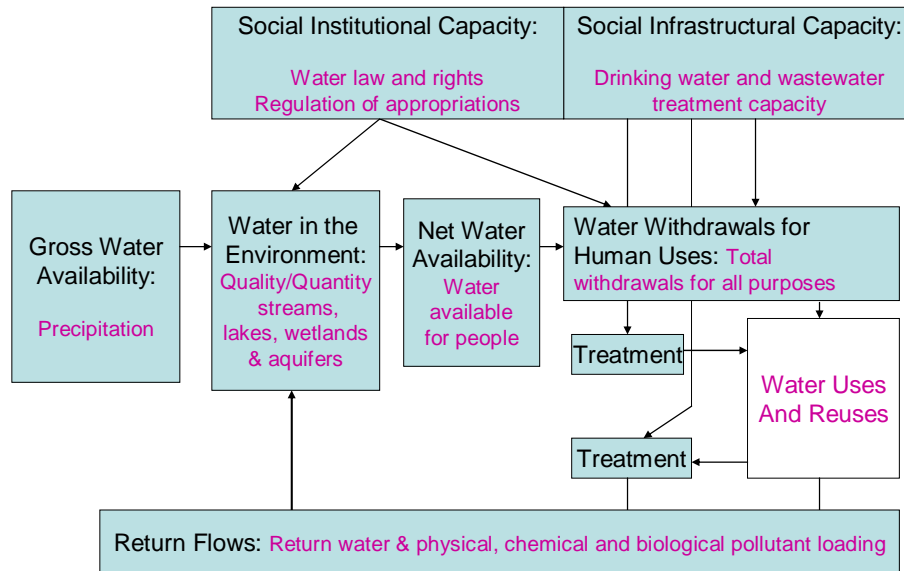 Social Institutional Capacity:
Water law and rights
Regulation of appropriations
Social Infrastructural Capacity:
Drinking water and wastewater
treatment capacity
Gross Water
Availability:
Precipitation
Water in the
Environment:
Quality/Quantity
streams,
lakes, wetlands
& aquifers
Net Water
Availability:
Water
available
for people
Water Withdrawals for
Human Uses: Total
withdrawals for all purposes
Treatment
Water Uses
And Reuses
Treatment
Return Flows: Return water & physical, chemical and biological pollutant loading